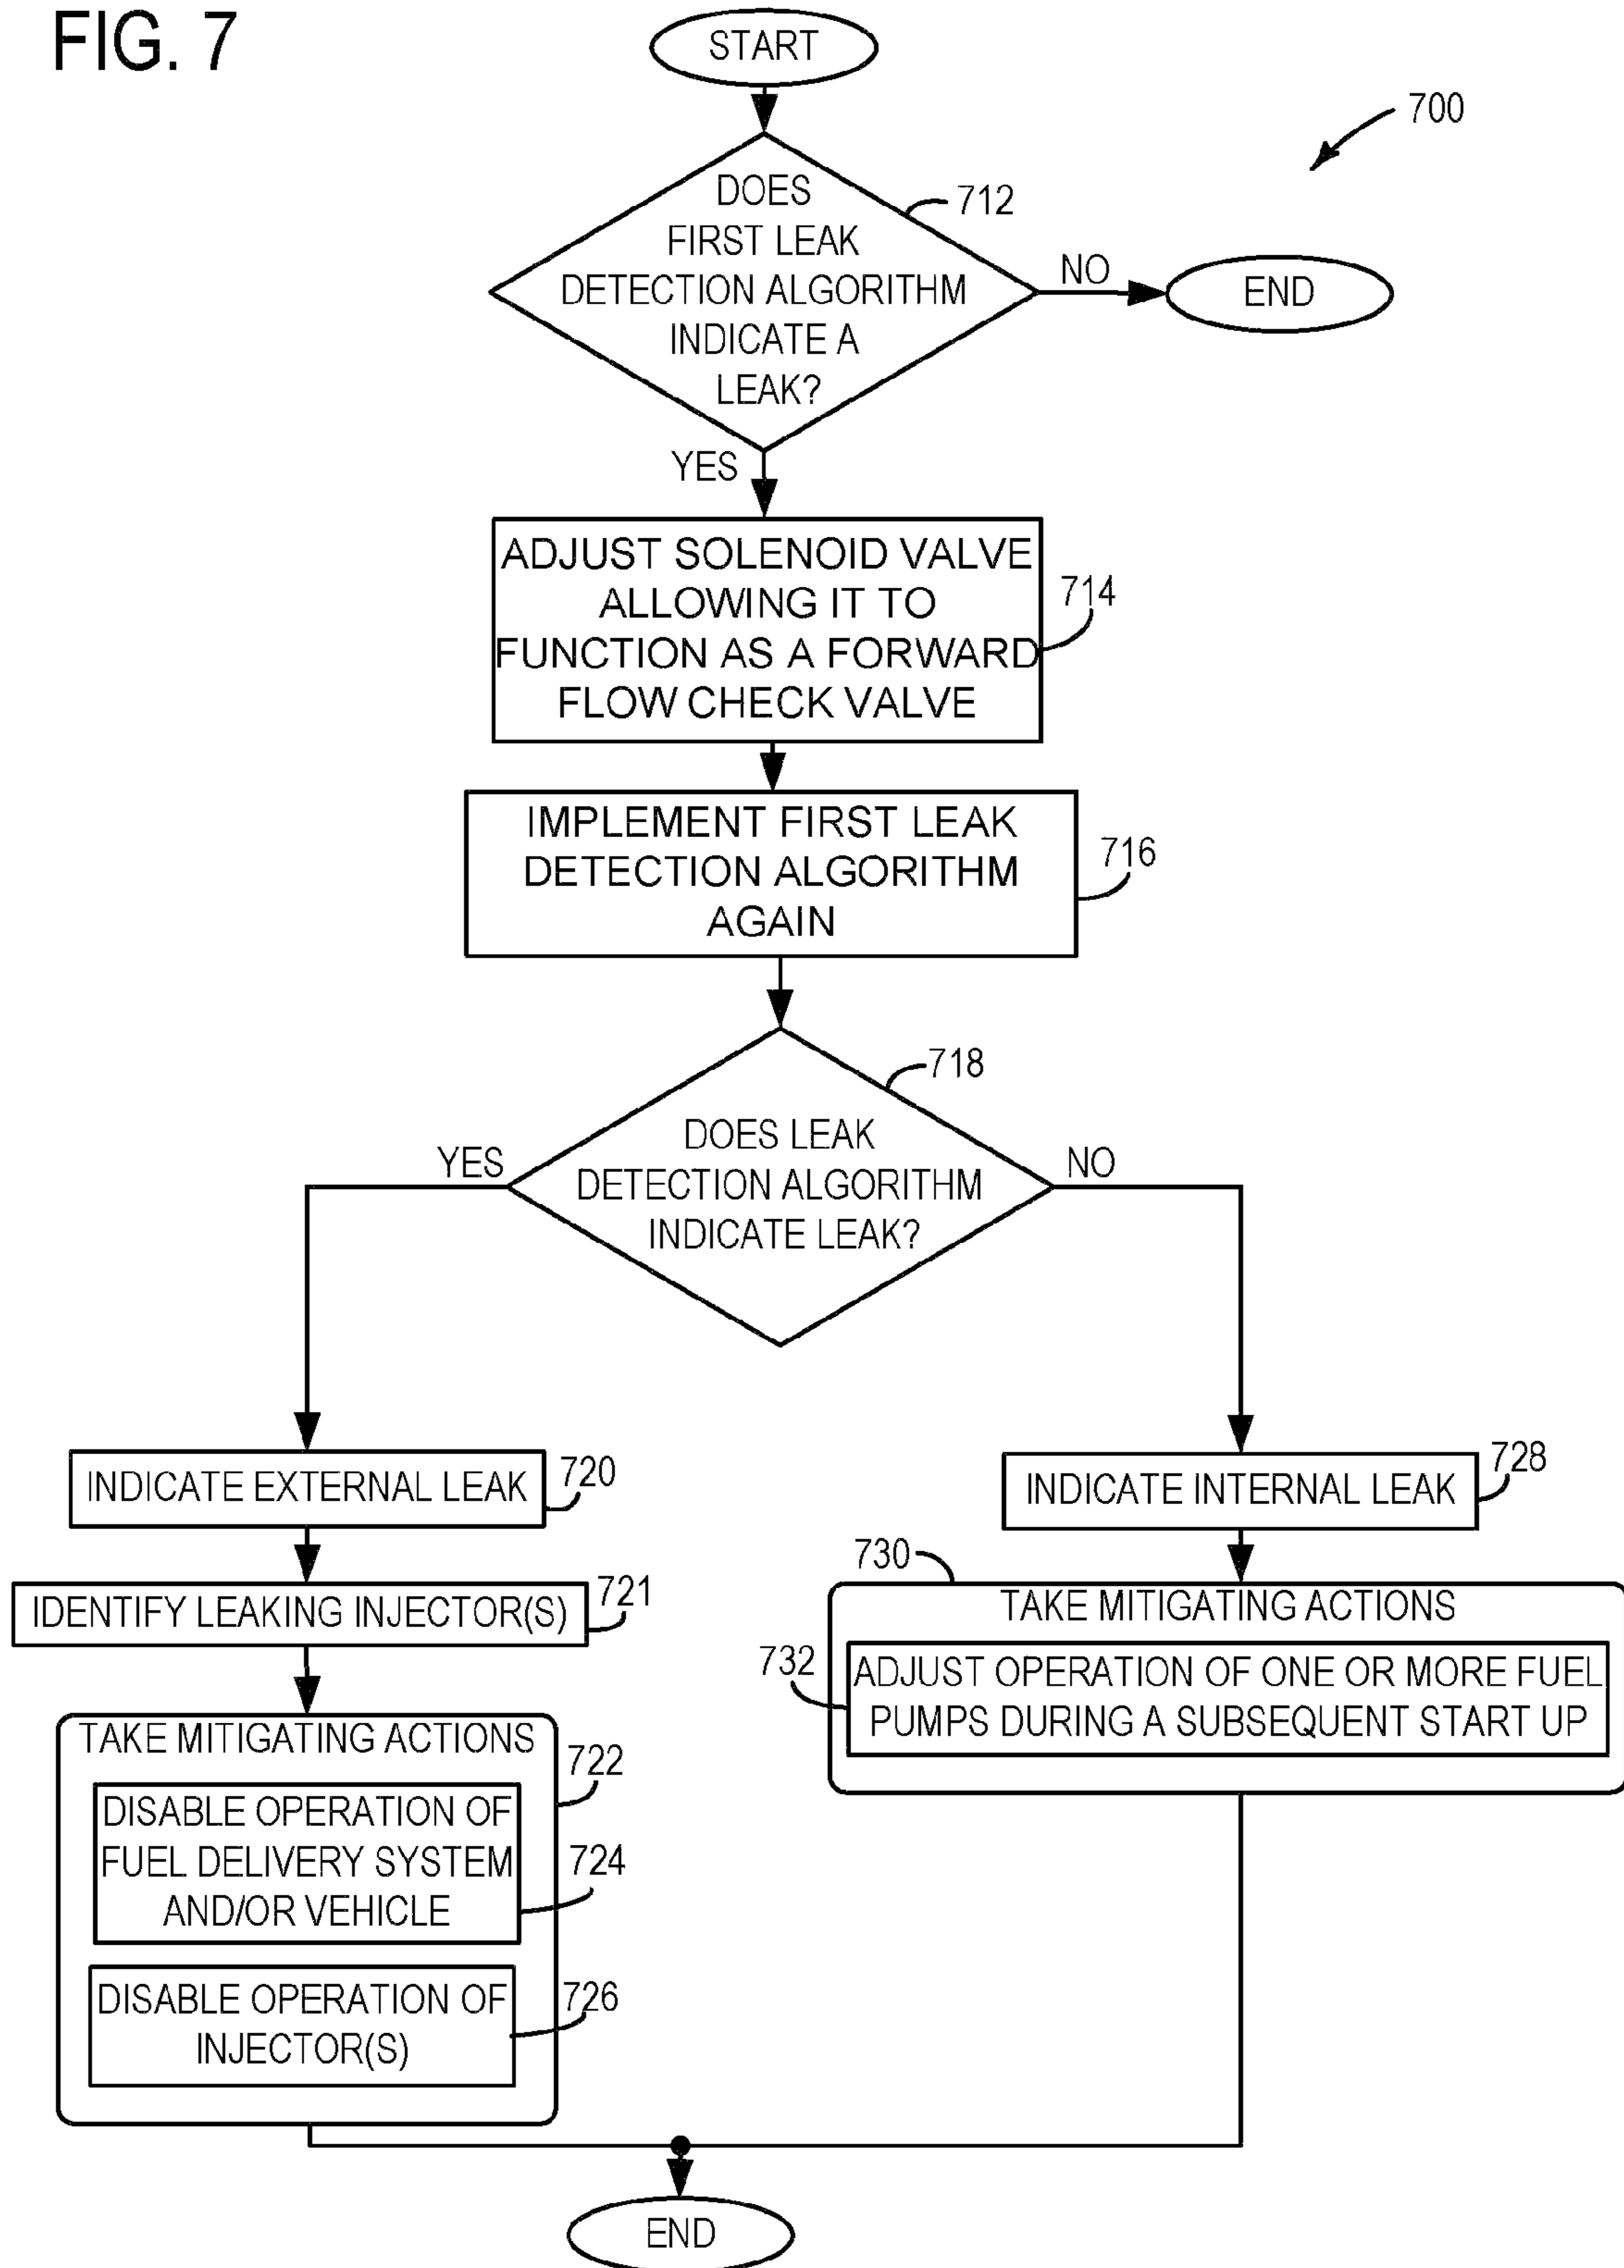 FIG. 7
START
700
DOES
FIRST LEAK
DETECTION ALGORITHM
INDICATE A
LEAK?
712
NO
END
YES
ADJUST SOLENOID VALVE
ALLOWING IT TO
FUNCTION AS A FORWARD
FLOW CHECK VALVE
714
IMPLEMENT FIRST LEAK
DETECTION ALGORITHM
AGAIN
716
718
DOES LEAK
DETECTION ALGORITHM
INDICATE LEAK?
YES
NO
INDICATE EXTERNAL LEAK
720
IDENTIFY LEAKING INJECTOR(S)
721
TAKE MITIGATING ACTIONS
722
DISABLE OPERATION OF
FUEL DELIVERY SYSTEM
AND/OR VEHICLE
724
DISABLE OPERATION OF
INJECTOR(S)
726
INDICATE INTERNAL LEAK
728
730
TAKE MITIGATING ACTIONS
732
ADJUST OPERATION OF ONE OR MORE FUEL
PUMPS DURING A SUBSEQUENT START UP
END